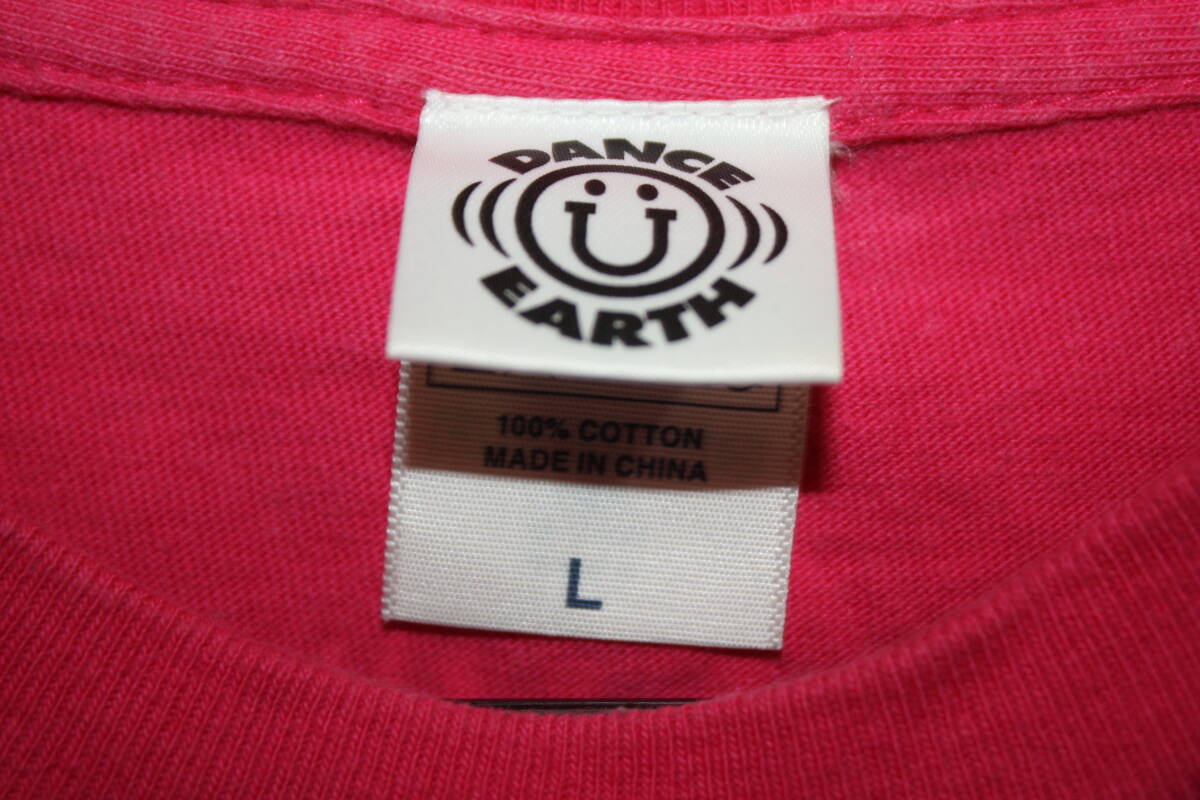 DANCE
EARTH
100% COTTON
MADE IN CHINA
L